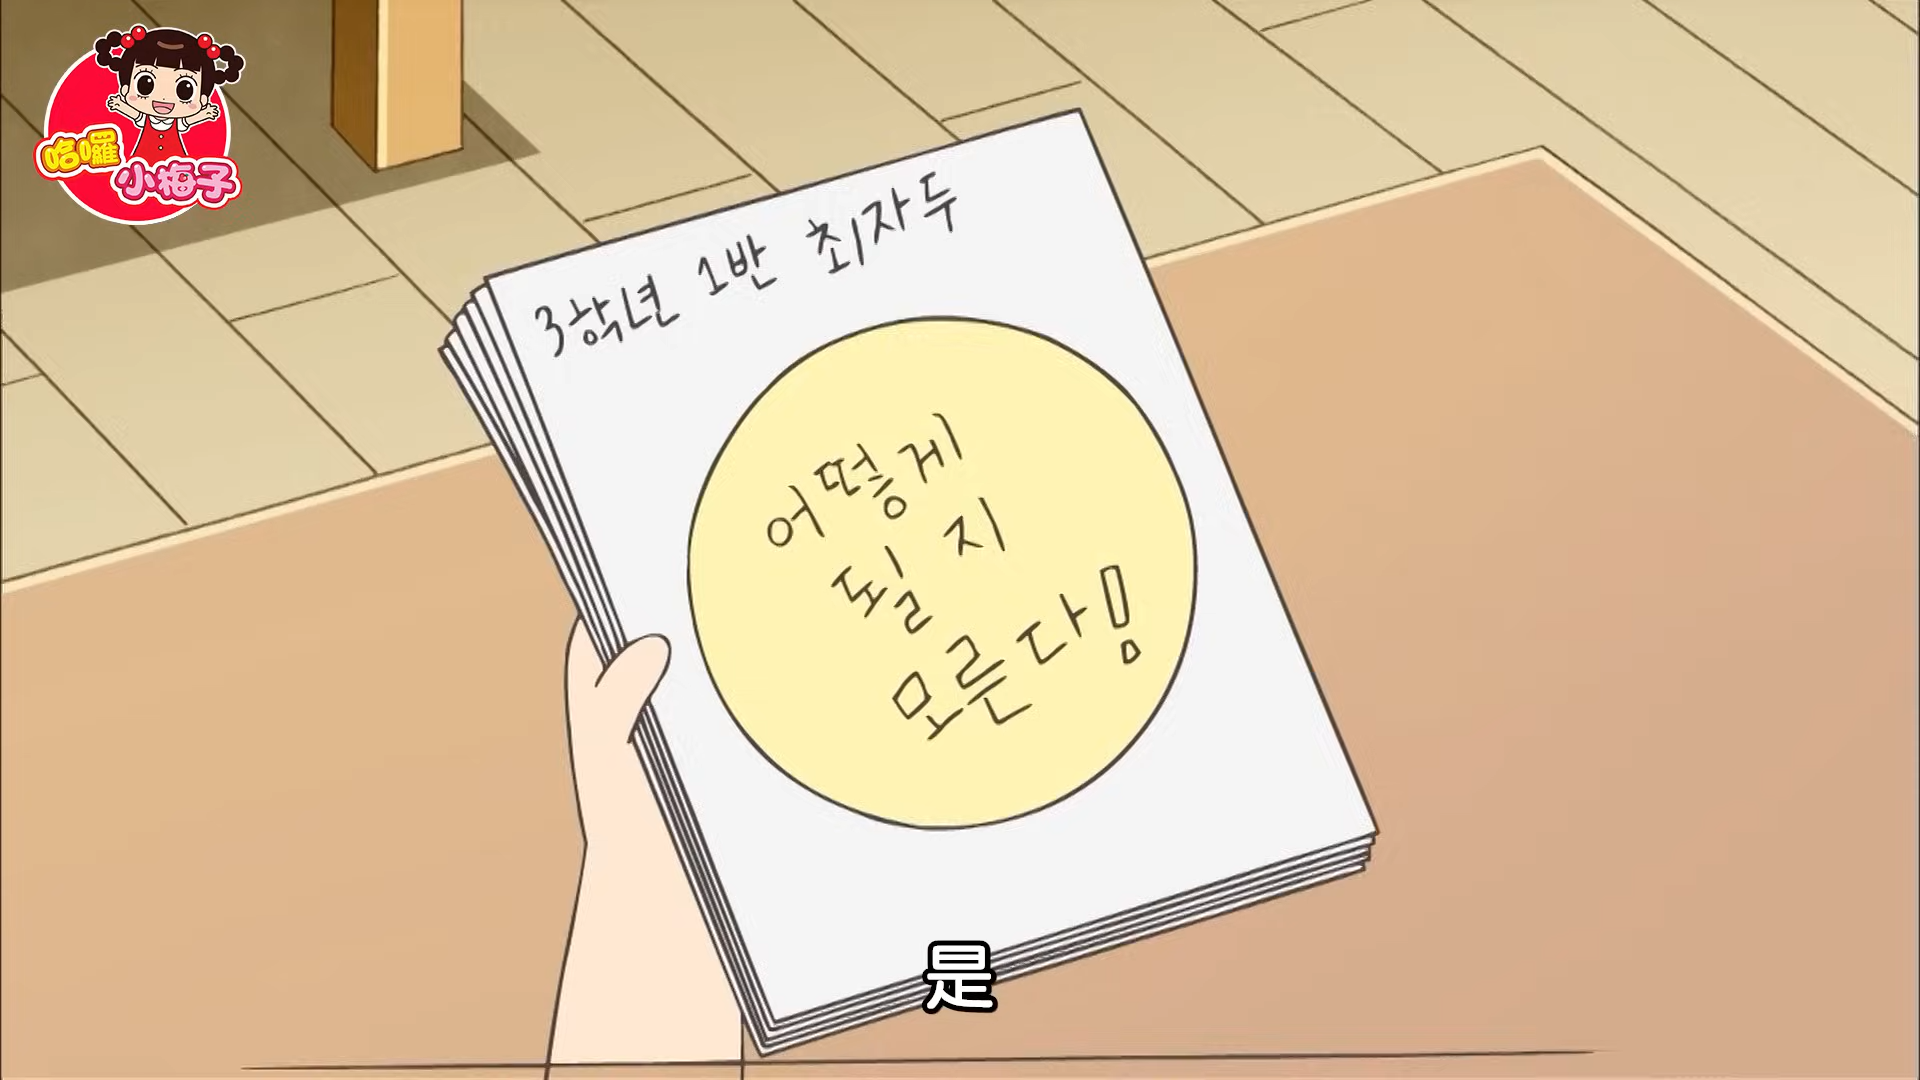 哈囉
小梅子
3학년 1반 최자두
어떻게
될 지
모른다!
是